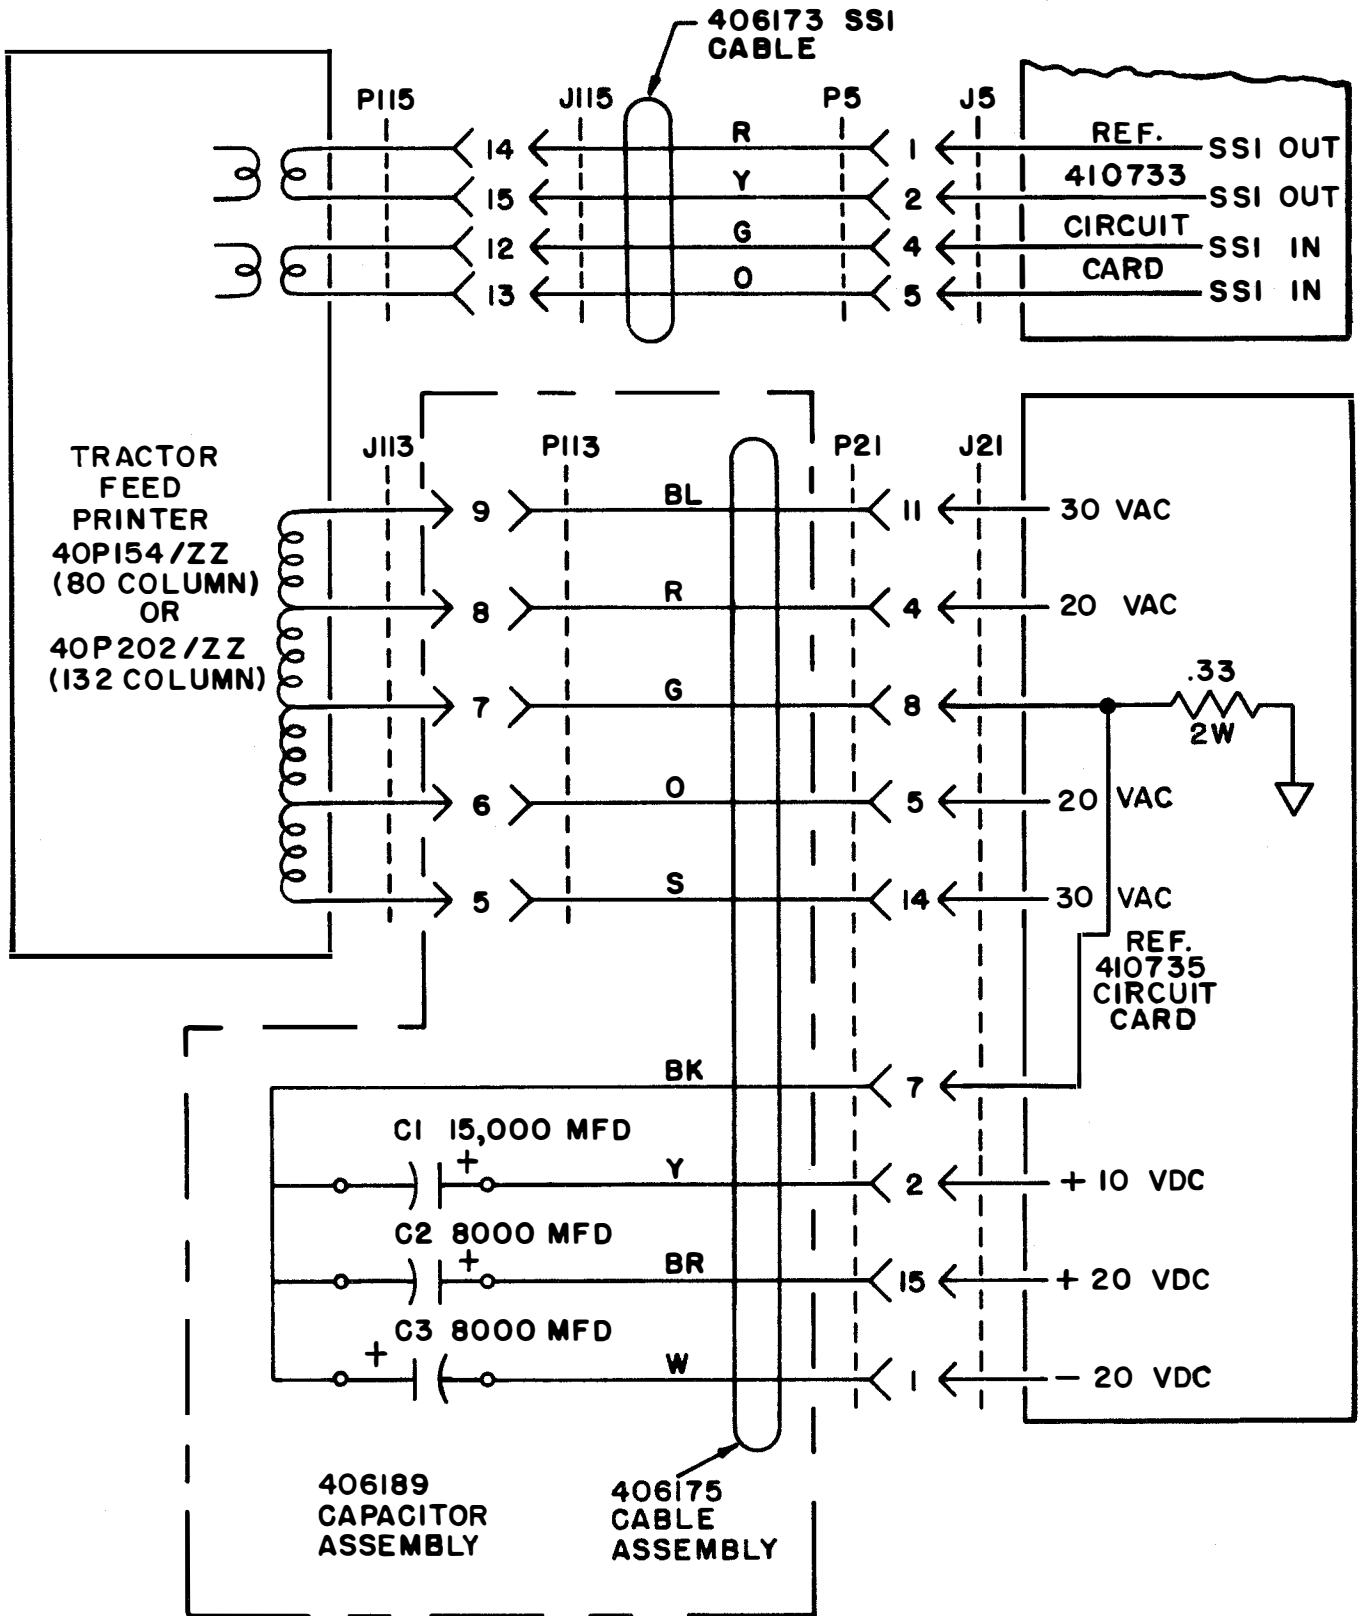 406173 SSI
CABLE
P115 J115 P5 J5
14 R 1 REF. SSI OUT
15 Y 2 410733 SSI OUT
12 G 4 CIRCUIT SSI IN
13 O 5 CARD SSI IN
TRACTOR
FEED
PRINTER
40P154/ZZ
(80 COLUMN)
OR
40P202/ZZ
(132 COLUMN)
J113 P113 P21 J21
9 BL 11 30 VAC
8 R 4 20 VAC
7 G 8 .33
2W
6 O 5 20 VAC
5 S 14 30 VAC
REF.
410735
CIRCUIT
CARD
BK 7
C1 15,000 MFD
+ Y 2 + 10 VDC
C2 8000 MFD
+ BR 15 + 20 VDC
C3 8000 MFD
+ W 1 - 20 VDC
406189
CAPACITOR
ASSEMBLY
406175
CABLE
ASSEMBLY